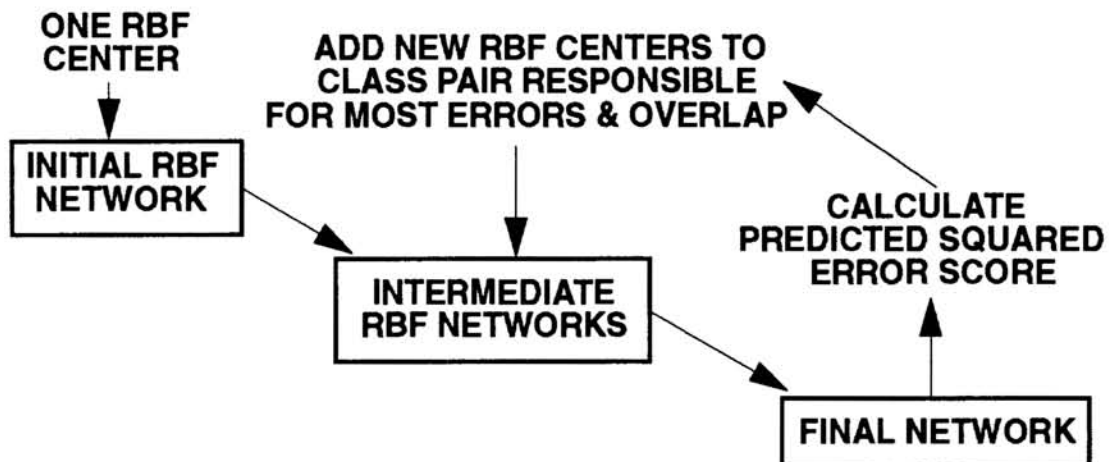 ONE RBF
CENTER
ADD NEW RBF CENTERS TO
CLASS PAIR RESPONSIBLE
FOR MOST ERRORS & OVERLAP
INITIAL RBF
NETWORK
CALCULATE
PREDICTED SQUARED
ERROR SCORE
INTERMEDIATE
RBF NETWORKS
FINAL NETWORK